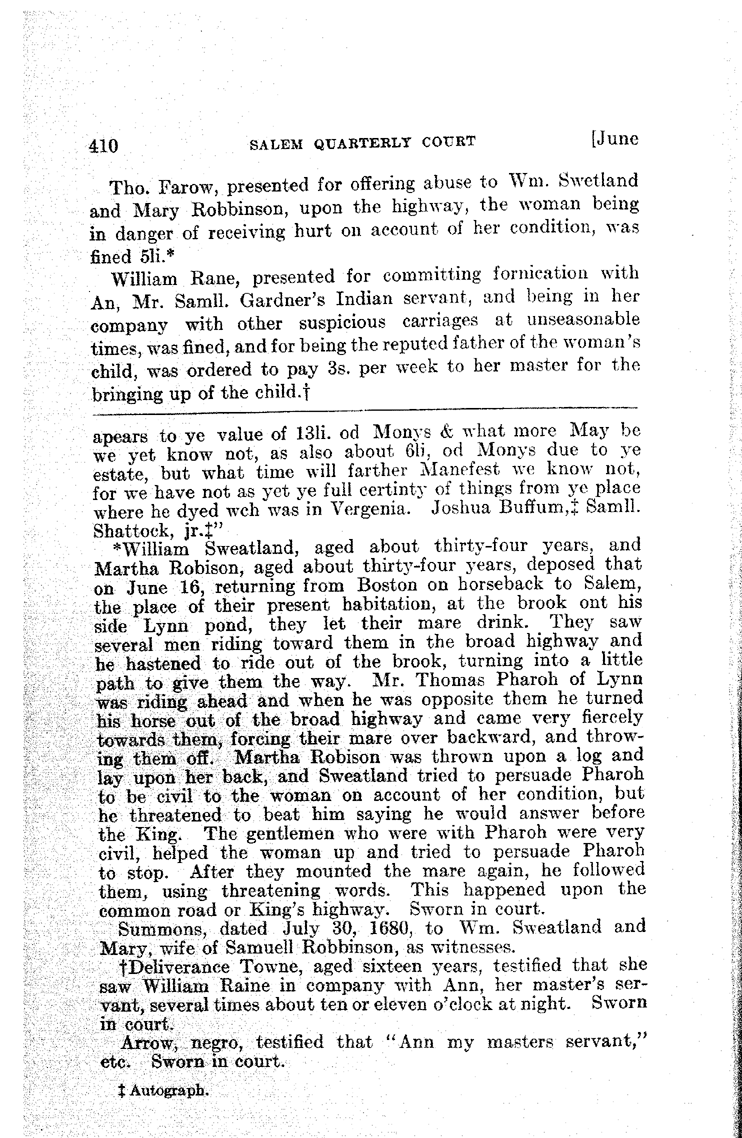 410 SALEM QUARTERLY COURT [June
Tho. Farow, presented for offering abuse to Wm. Swetland
and Mary Robbinson, upon the highway, the woman being
in danger of receiving hurt on account of her condition, was
fined 5li.*
William Rane, presented for committing fornication with
An, Mr. Samll. Gardner's Indian servant, and being in her
company with other suspicious carriages at unseasonable
times, was fined, and for being the reputed father of the woman's
child, was ordered to pay 3s. per week to her master for the
bringing up of the child.†
apears to ye value of 13li. od Monys & what more May be
we yet know not, as also about 6li. od Monys due to ye
estate, but what time will farther Manefest we know not,
for we have not as yet ye full certinty of things from ye place
where he dyed wch was in Vergenia. Joshua Buffum,‡ Samll.
Shattock, jr.‡"
*William Sweatland, aged about thirty-four years, and
Martha Robison, aged about thirty-four years, deposed that
on June 16, returning from Boston on horseback to Salem,
the place of their present habitation, at the brook ont his
side Lynn pond, they let their mare drink. They saw
several men riding toward them in the broad highway and
he hastened to ride out of the brook, turning into a little
path to give them the way. Mr. Thomas Pharoh of Lynn
was riding ahead and when he was opposite them he turned
his horse out of the broad highway and came very fiercely
towards them, forcing their mare over backward, and throw-
ing them off. Martha Robison was thrown upon a log and
lay upon her back, and Sweatland tried to persuade Pharoh
to be civil to the woman on account of her condition, but
he threatened to beat him saying he would answer before
the King. The gentlemen who were with Pharoh were very
civil, helped the woman up and tried to persuade Pharoh
to stop. After they mounted the mare again, he followed
them, using threatening words. This happened upon the
common road or King's highway. Sworn in court.
Summons, dated July 30, 1680, to Wm. Sweatland and
Mary, wife of Samuell Robbinson, as witnesses.
†Deliverance Towne, aged sixteen years, testified that she
saw William Raine in company with Ann, her master's ser-
vant, several times about ten or eleven o'clock at night. Sworn
in court.
Arrow, negro, testified that "Ann my masters servant,"
etc. Sworn in court.
‡ Autograph.